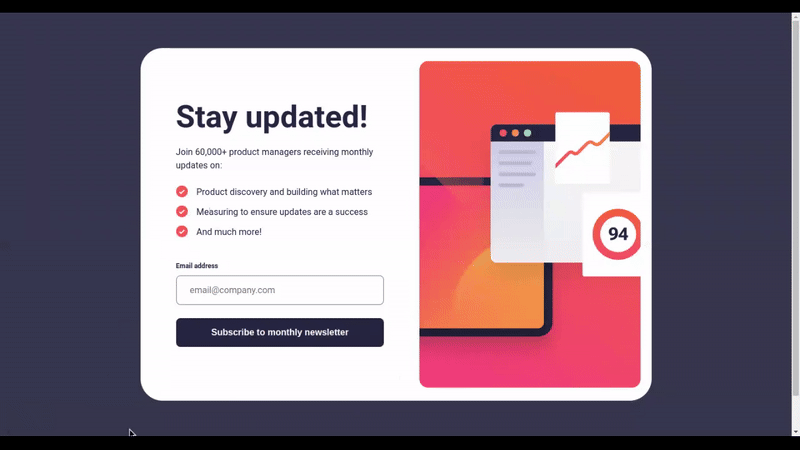 Stay updated!
Join 60,000+ product managers receiving monthly
updates on:
Product discovery and building what matters
Measuring to ensure updates are a success
And much more!
Email address
email@company.com
Subscribe to monthly newsletter
94